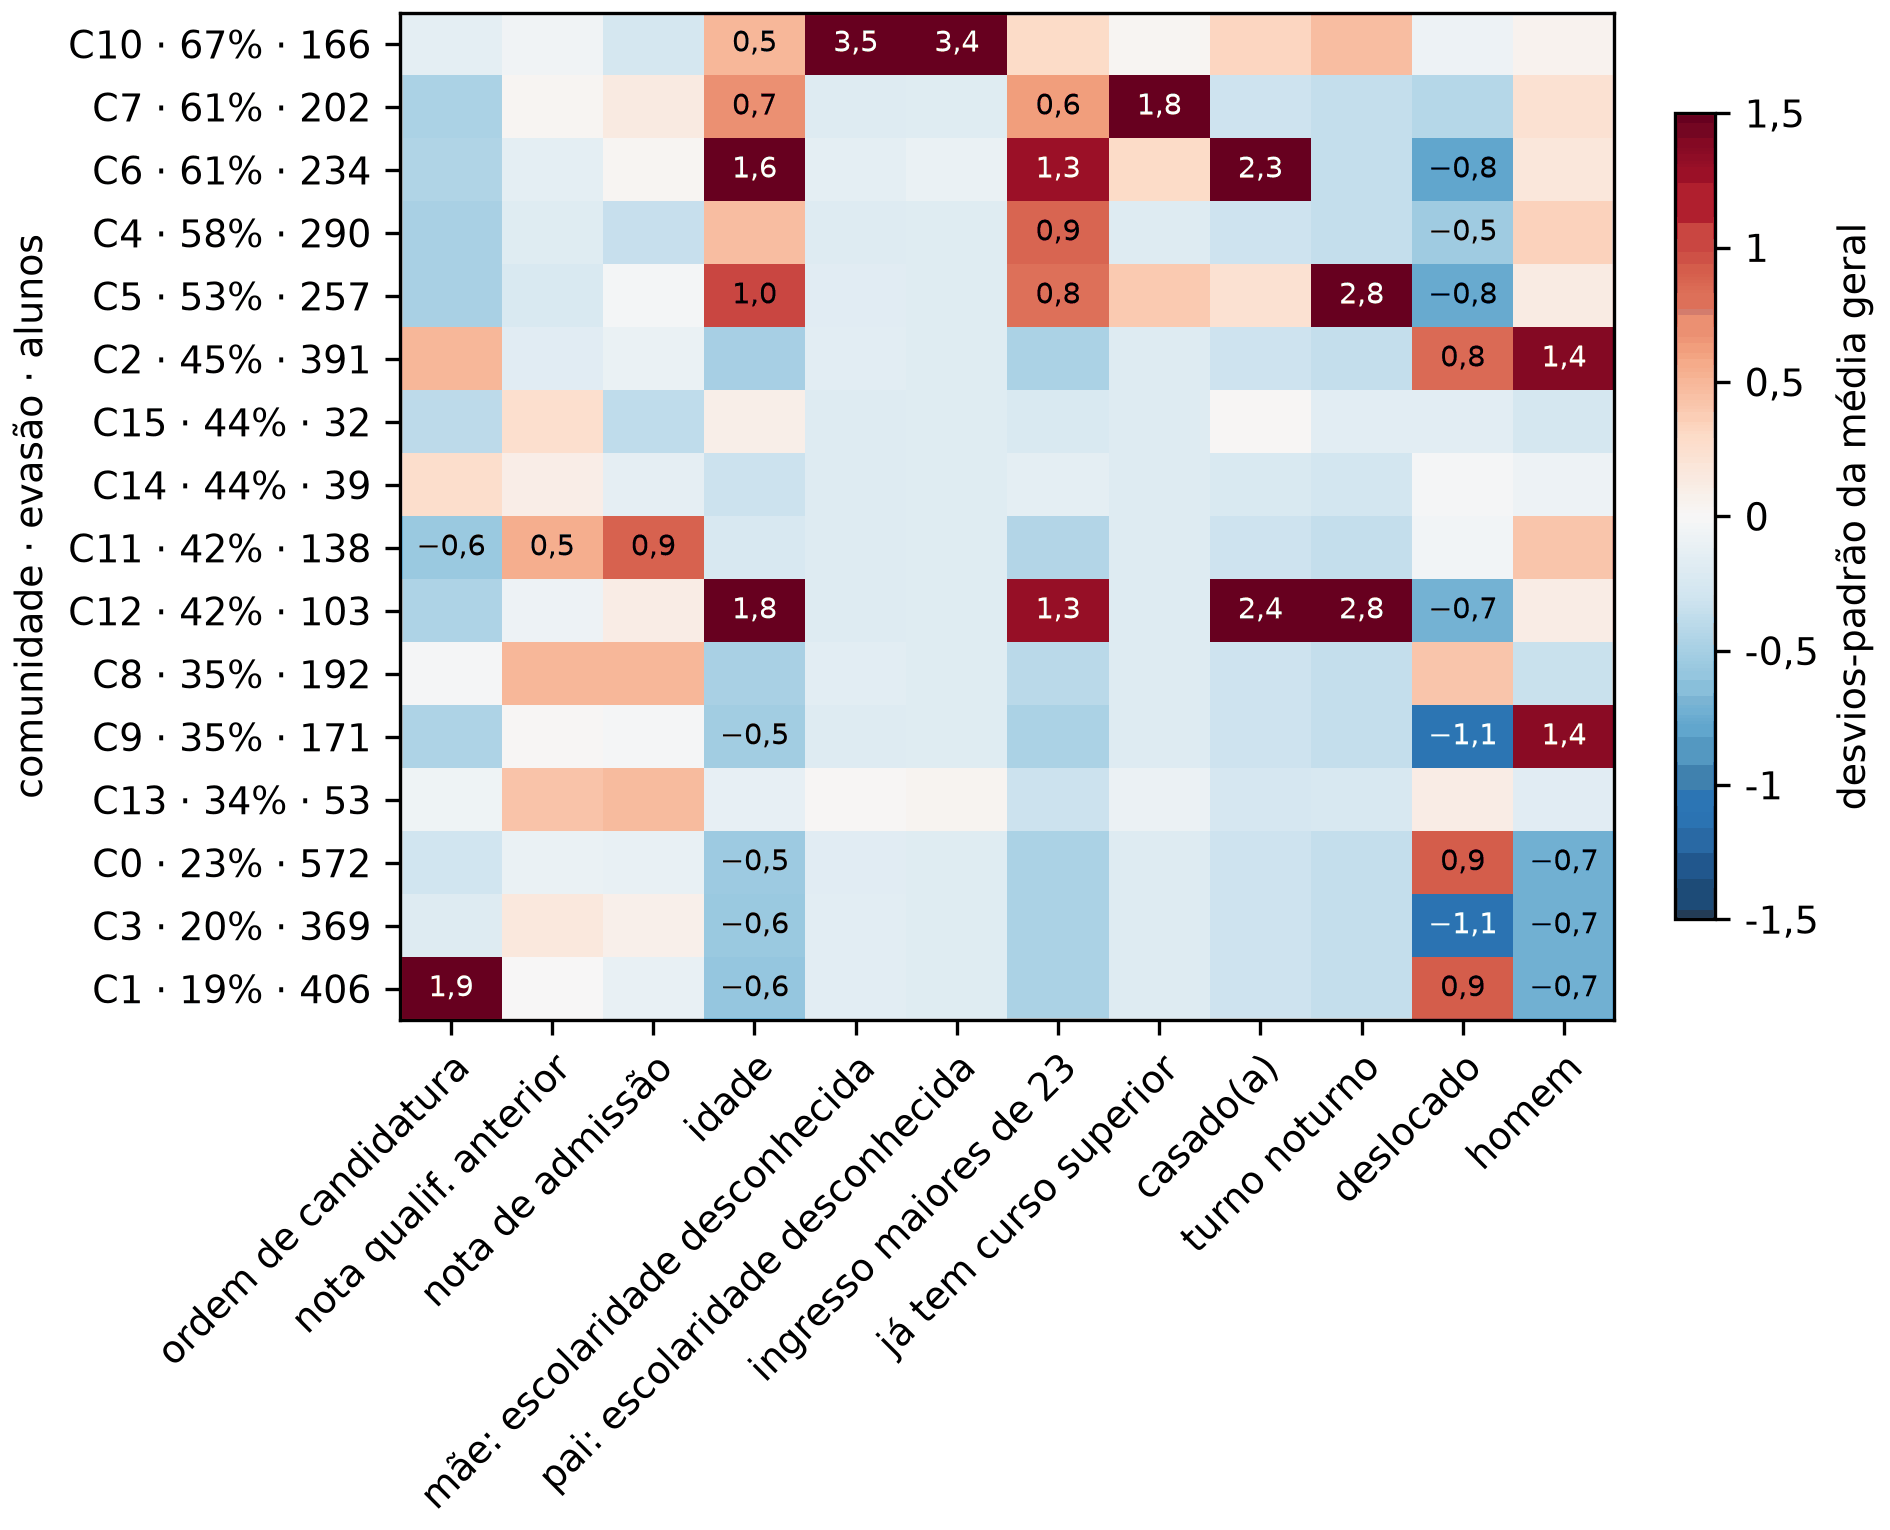 comunidade · evasão · alunos
C10 · 67% · 166
0,5 3,5 3,4
C7 · 61% · 202
0,7 0,6 1,8
C6 · 61% · 234
1,6 1,3 2,3 −0,8
C4 · 58% · 290
0,9 −0,5
C5 · 53% · 257
1,0 0,8 2,8 −0,8
C2 · 45% · 391
0,8 1,4
C15 · 44% · 32
C14 · 44% · 39
C11 · 42% · 138
−0,6 0,5 0,9
C12 · 42% · 103
1,8 1,3 2,4 2,8 −0,7
C8 · 35% · 192
C9 · 35% · 171
−0,5 −1,1 1,4
C13 · 34% · 53
C0 · 23% · 572
−0,5 0,9 −0,7
C3 · 20% · 369
−0,6 −1,1 −0,7
C1 · 19% · 406
1,9 −0,6 0,9 −0,7
ordem de candidatura
nota qualif. anterior
nota de admissão
idade
mãe: escolaridade desconhecida
pai: escolaridade desconhecida
ingresso maiores de 23
já tem curso superior
casado(a)
turno noturno
deslocado
homem
1,5
1
0,5
0
-0,5
-1
-1,5
desvios-padrão da média geral